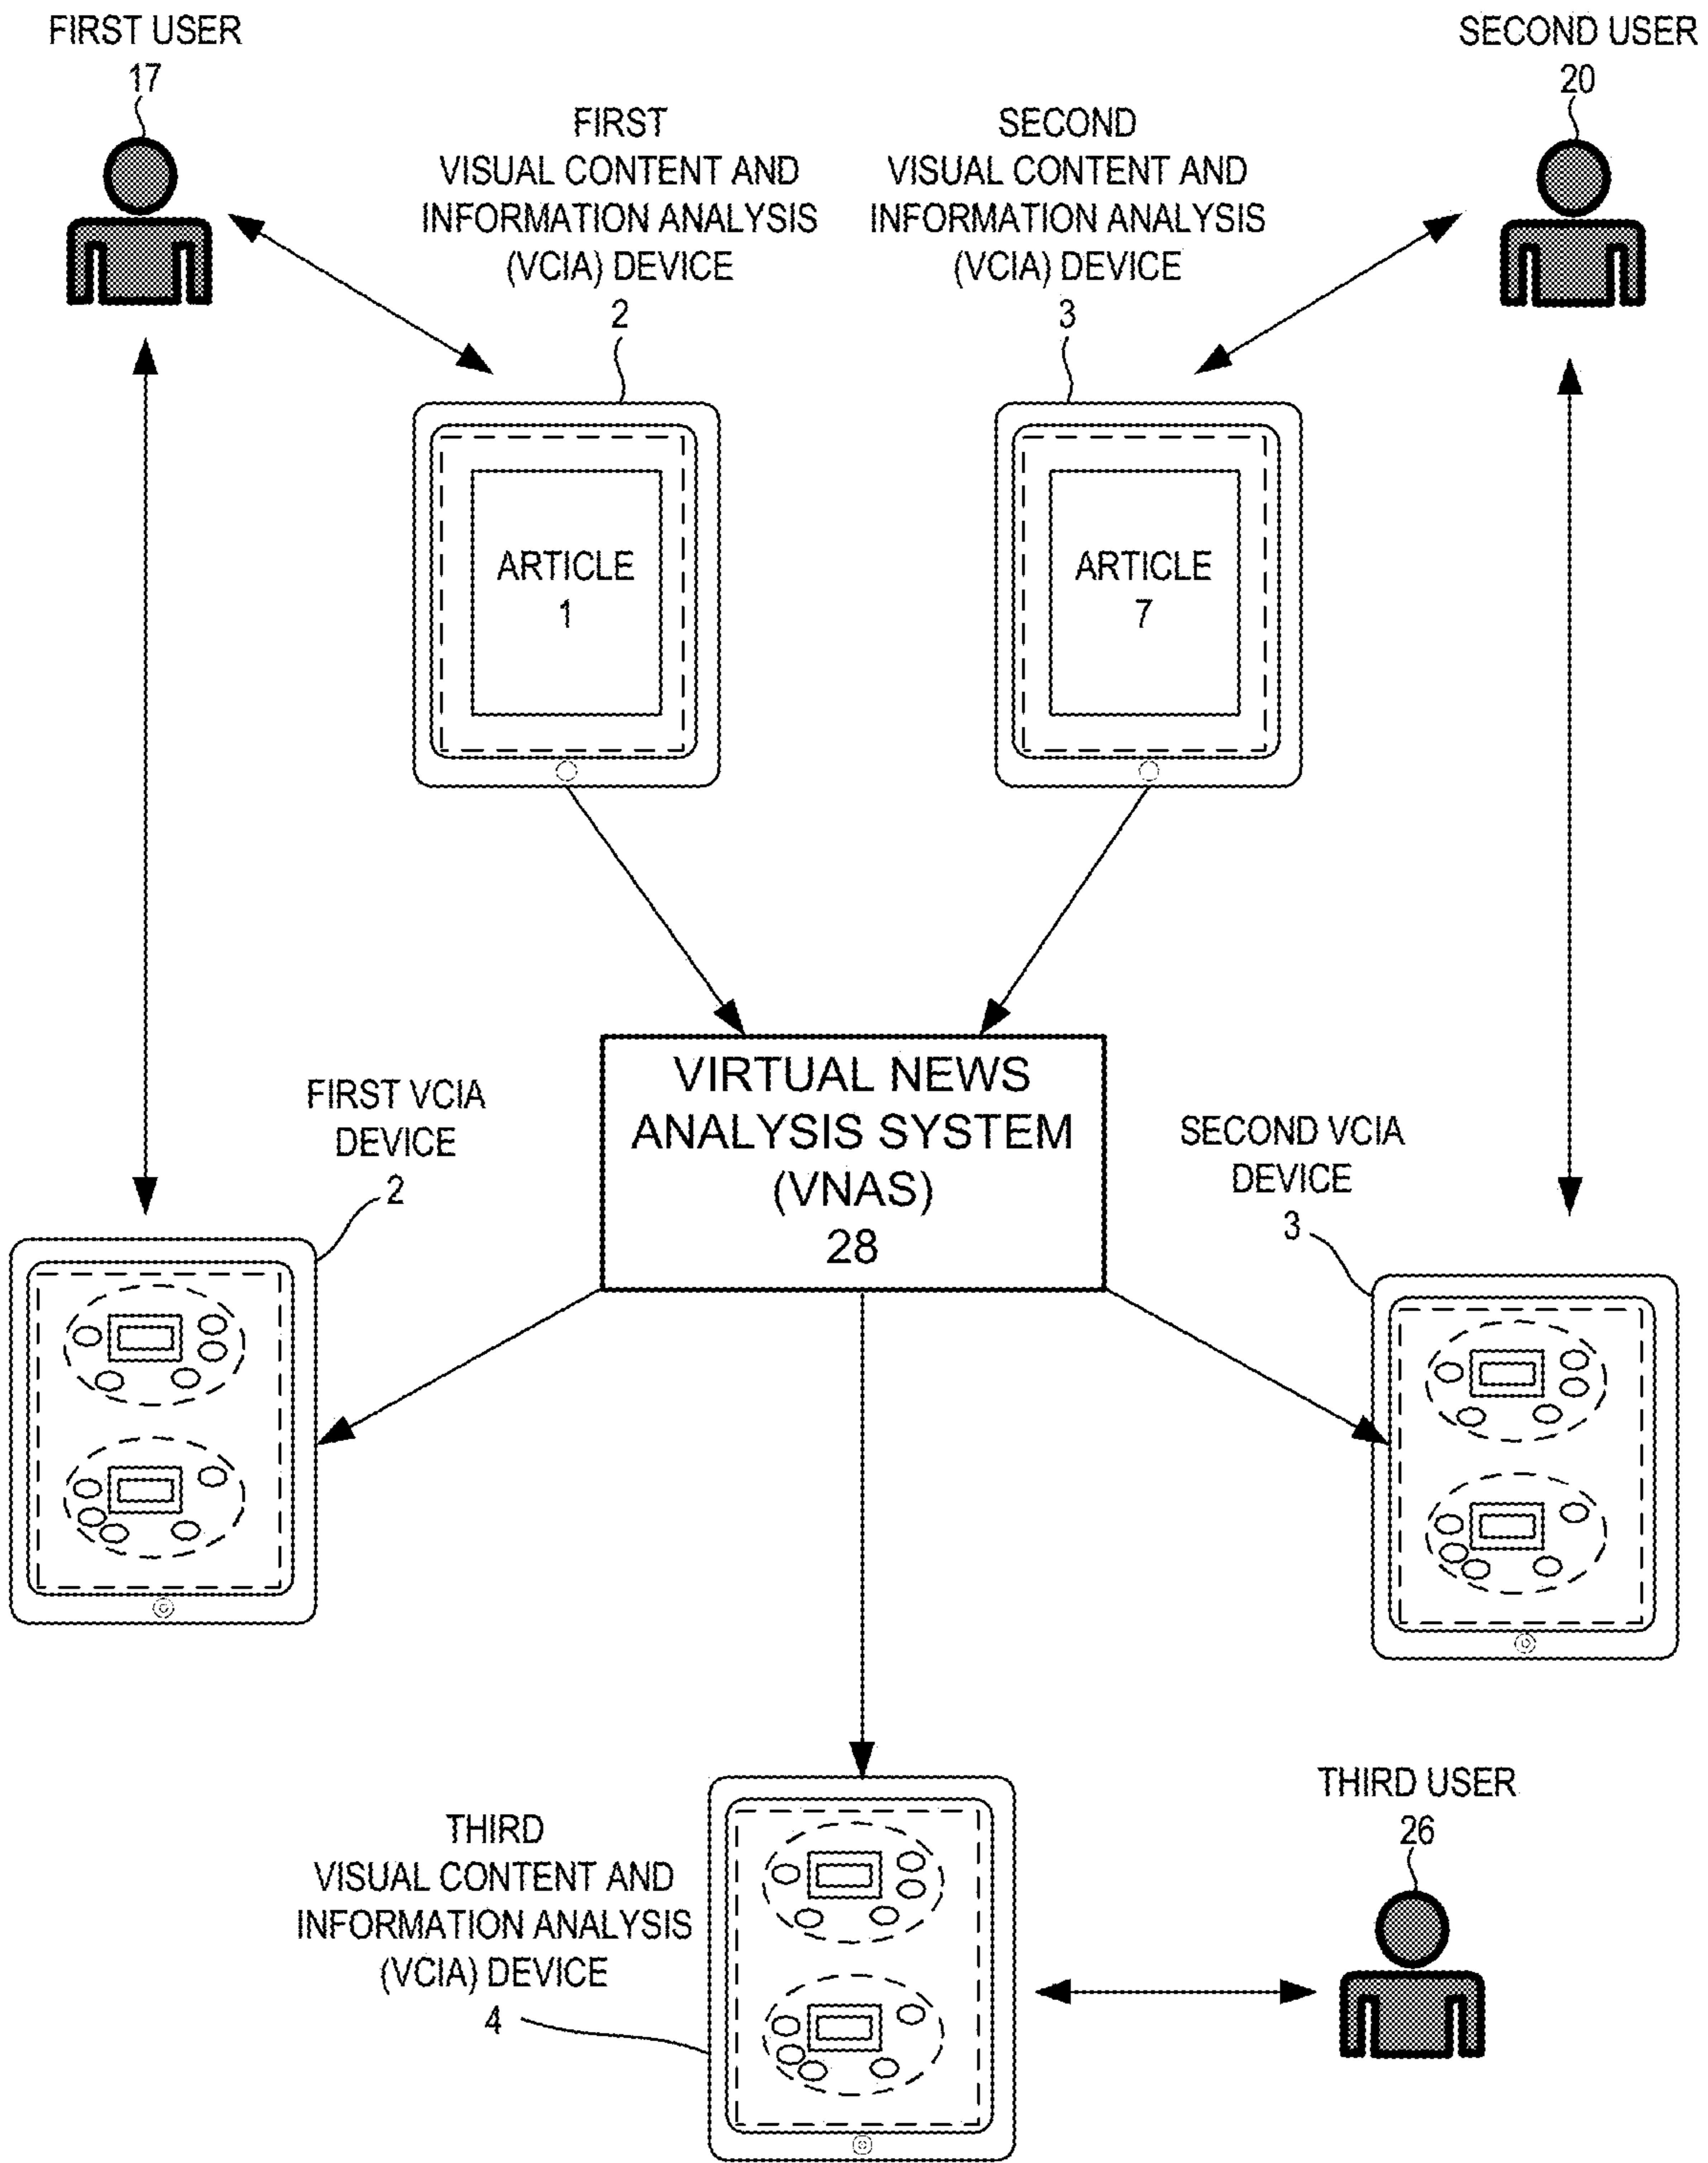 FIRST USER
17
SECOND USER
20
FIRST
VISUAL CONTENT AND
INFORMATION ANALYSIS
(VCIA) DEVICE
2
SECOND
VISUAL CONTENT AND
INFORMATION ANALYSIS
(VCIA) DEVICE
3
ARTICLE
1
ARTICLE
7
VIRTUAL NEWS
ANALYSIS SYSTEM
(VNAS)
28
FIRST VCIA
DEVICE
2
SECOND VCIA
DEVICE
3
THIRD
VISUAL CONTENT AND
INFORMATION ANALYSIS
(VCIA) DEVICE
4
THIRD USER
26